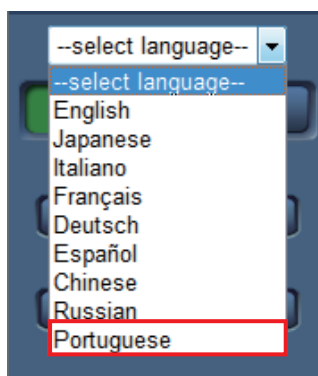 --select language--
--select language--
English
Japanese
Italiano
Français
Deutsch
Español
Chinese
Russian
Portuguese